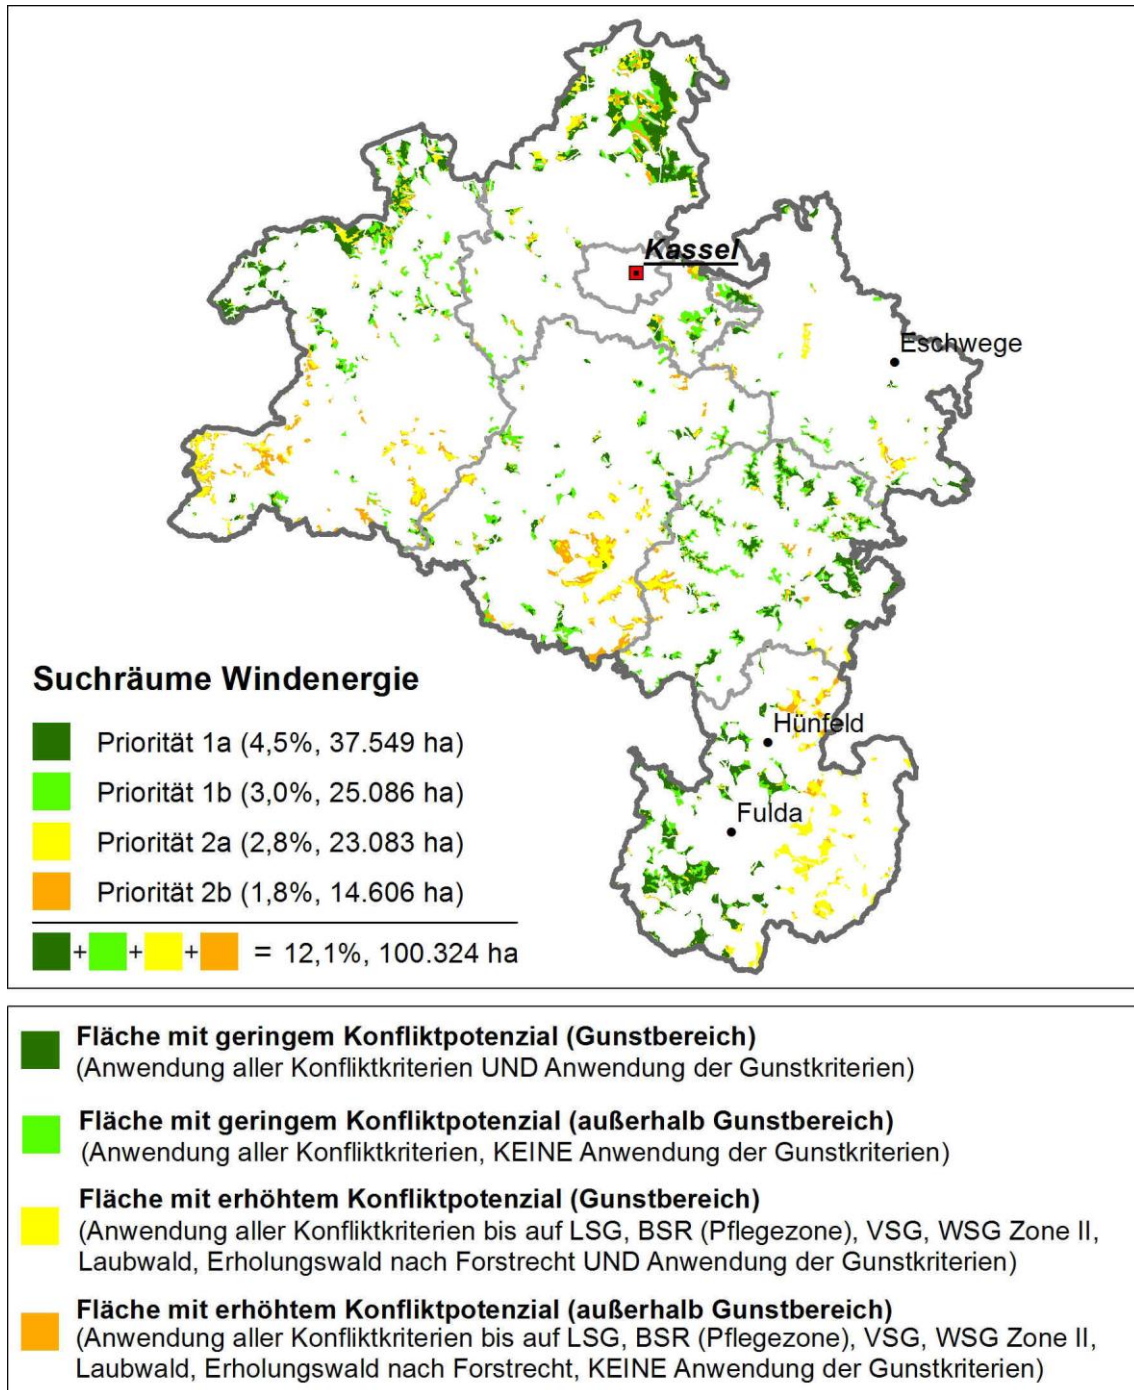 Kassel
Eschwege
Hünfeld
Fulda
Suchräume Windenergie
Priorität 1a (4,5%, 37.549 ha)
Priorität 1b (3,0%, 25.086 ha)
Priorität 2a (2,8%, 23.083 ha)
Priorität 2b (1,8%, 14.606 ha)
+ + + = 12,1%, 100.324 ha
Fläche mit geringem Konfliktpotenzial (Gunstbereich)
(Anwendung aller Konfliktkriterien UND Anwendung der Gunstkriterien)
Fläche mit geringem Konfliktpotenzial (außerhalb Gunstbereich)
(Anwendung aller Konfliktkriterien, KEINE Anwendung der Gunstkriterien)
Fläche mit erhöhtem Konfliktpotenzial (Gunstbereich)
(Anwendung aller Konfliktkriterien bis auf LSG, BSR (Pflegezone), VSG, WSG Zone II,
Laubwald, Erholungswald nach Forstrecht UND Anwendung der Gunstkriterien)
Fläche mit erhöhtem Konfliktpotenzial (außerhalb Gunstbereich)
(Anwendung aller Konfliktkriterien bis auf LSG, BSR (Pflegezone), VSG, WSG Zone II,
Laubwald, Erholungswald nach Forstrecht, KEINE Anwendung der Gunstkriterien)